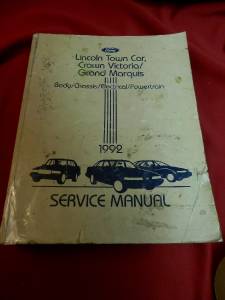 Ford
Lincoln Town Car,
Crown Victoria/
Grand Marquis
Body/Chassis/Electrical/Powertrain
1992
SERVICE MANUAL